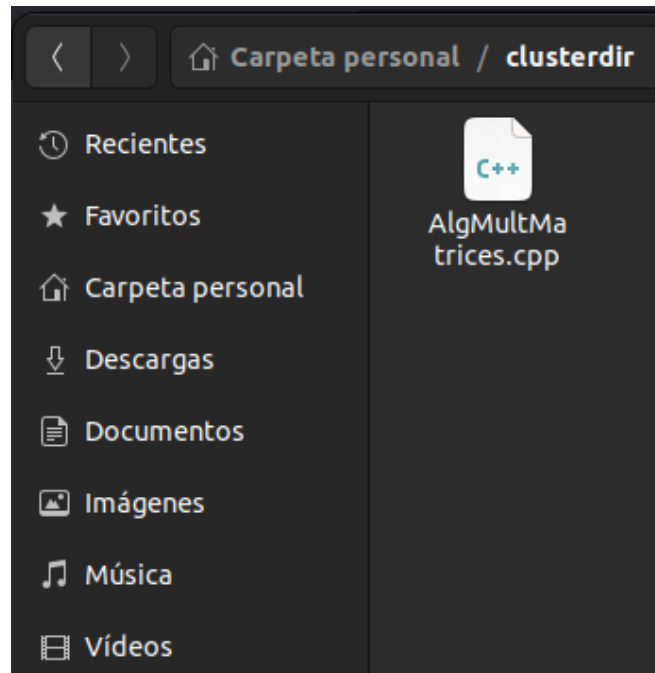 Carpeta personal / clusterdir
Recientes
Favoritos
Carpeta personal
Descargas
Documentos
Imágenes
Música
Vídeos
C++
AlgMultMa
trices.cpp